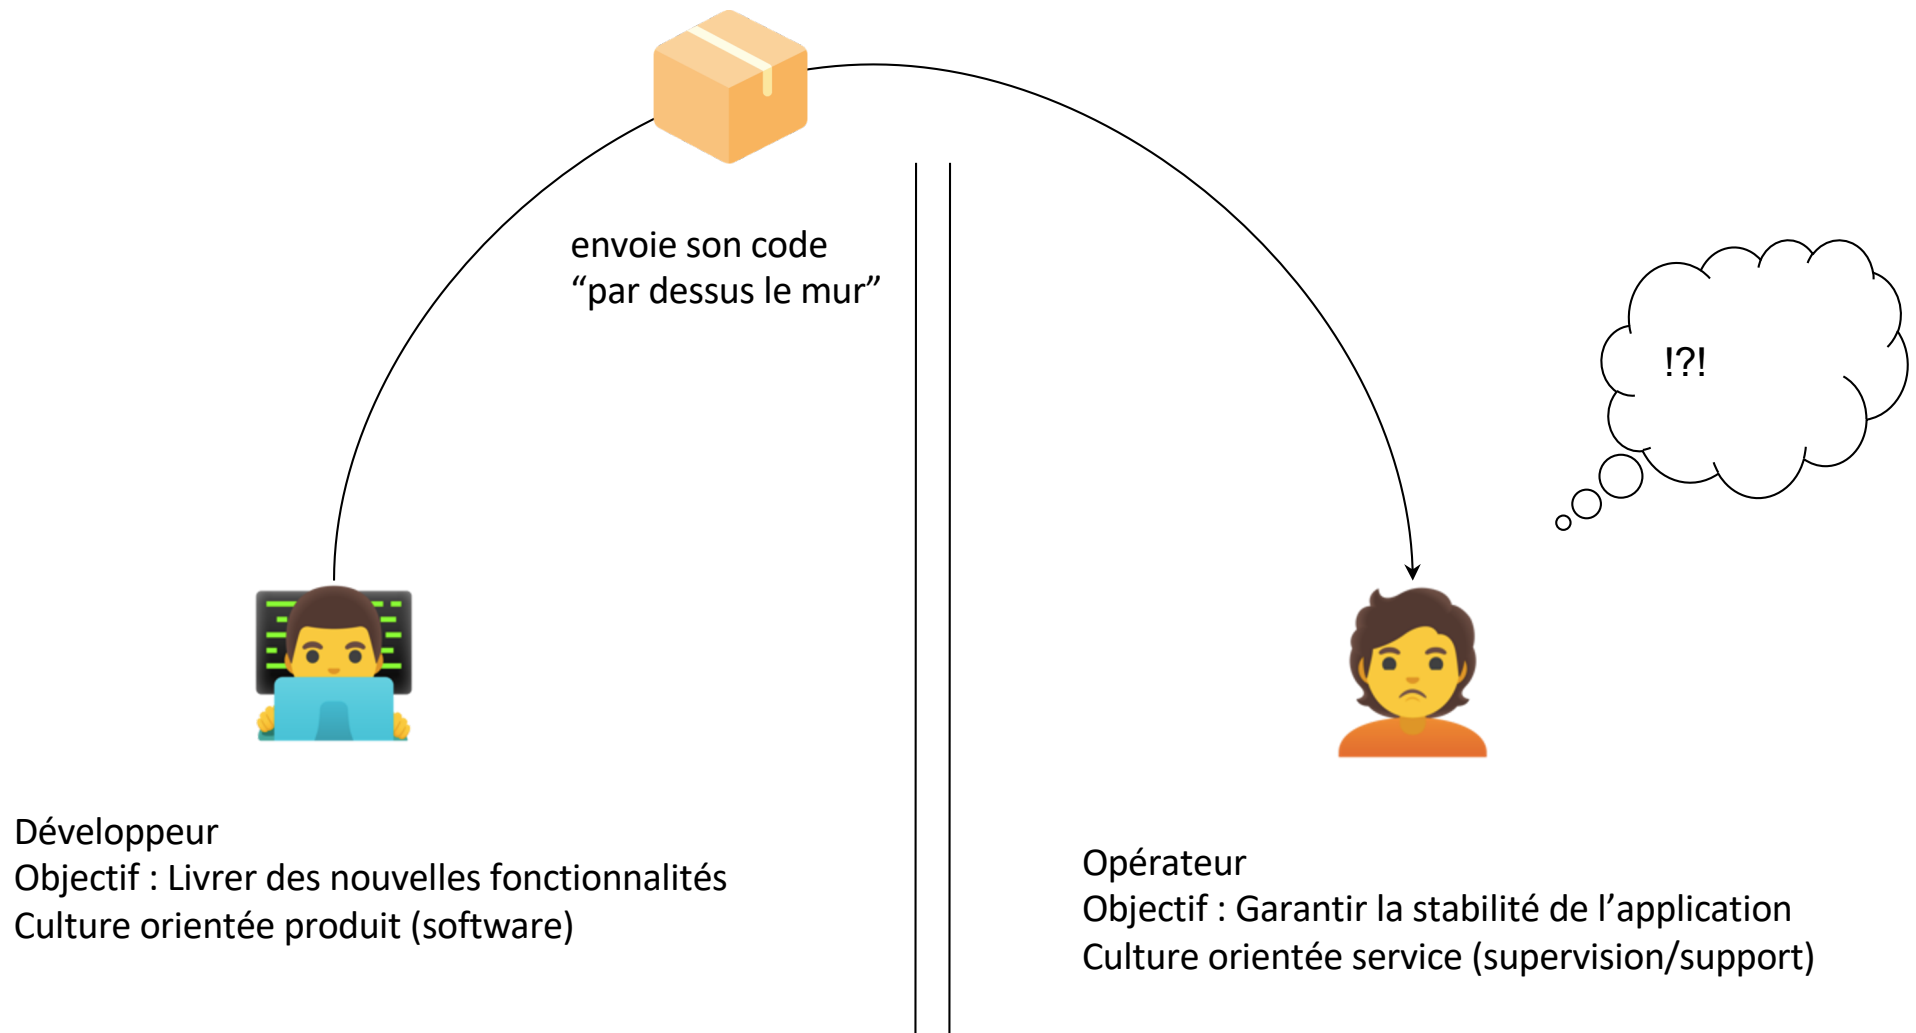 envoie son code
“par dessus le mur”
!?!
Développeur
Objectif : Livrer des nouvelles fonctionnalités
Culture orientée produit (software)
Opérateur
Objectif : Garantir la stabilité de l’application
Culture orientée service (supervision/support)